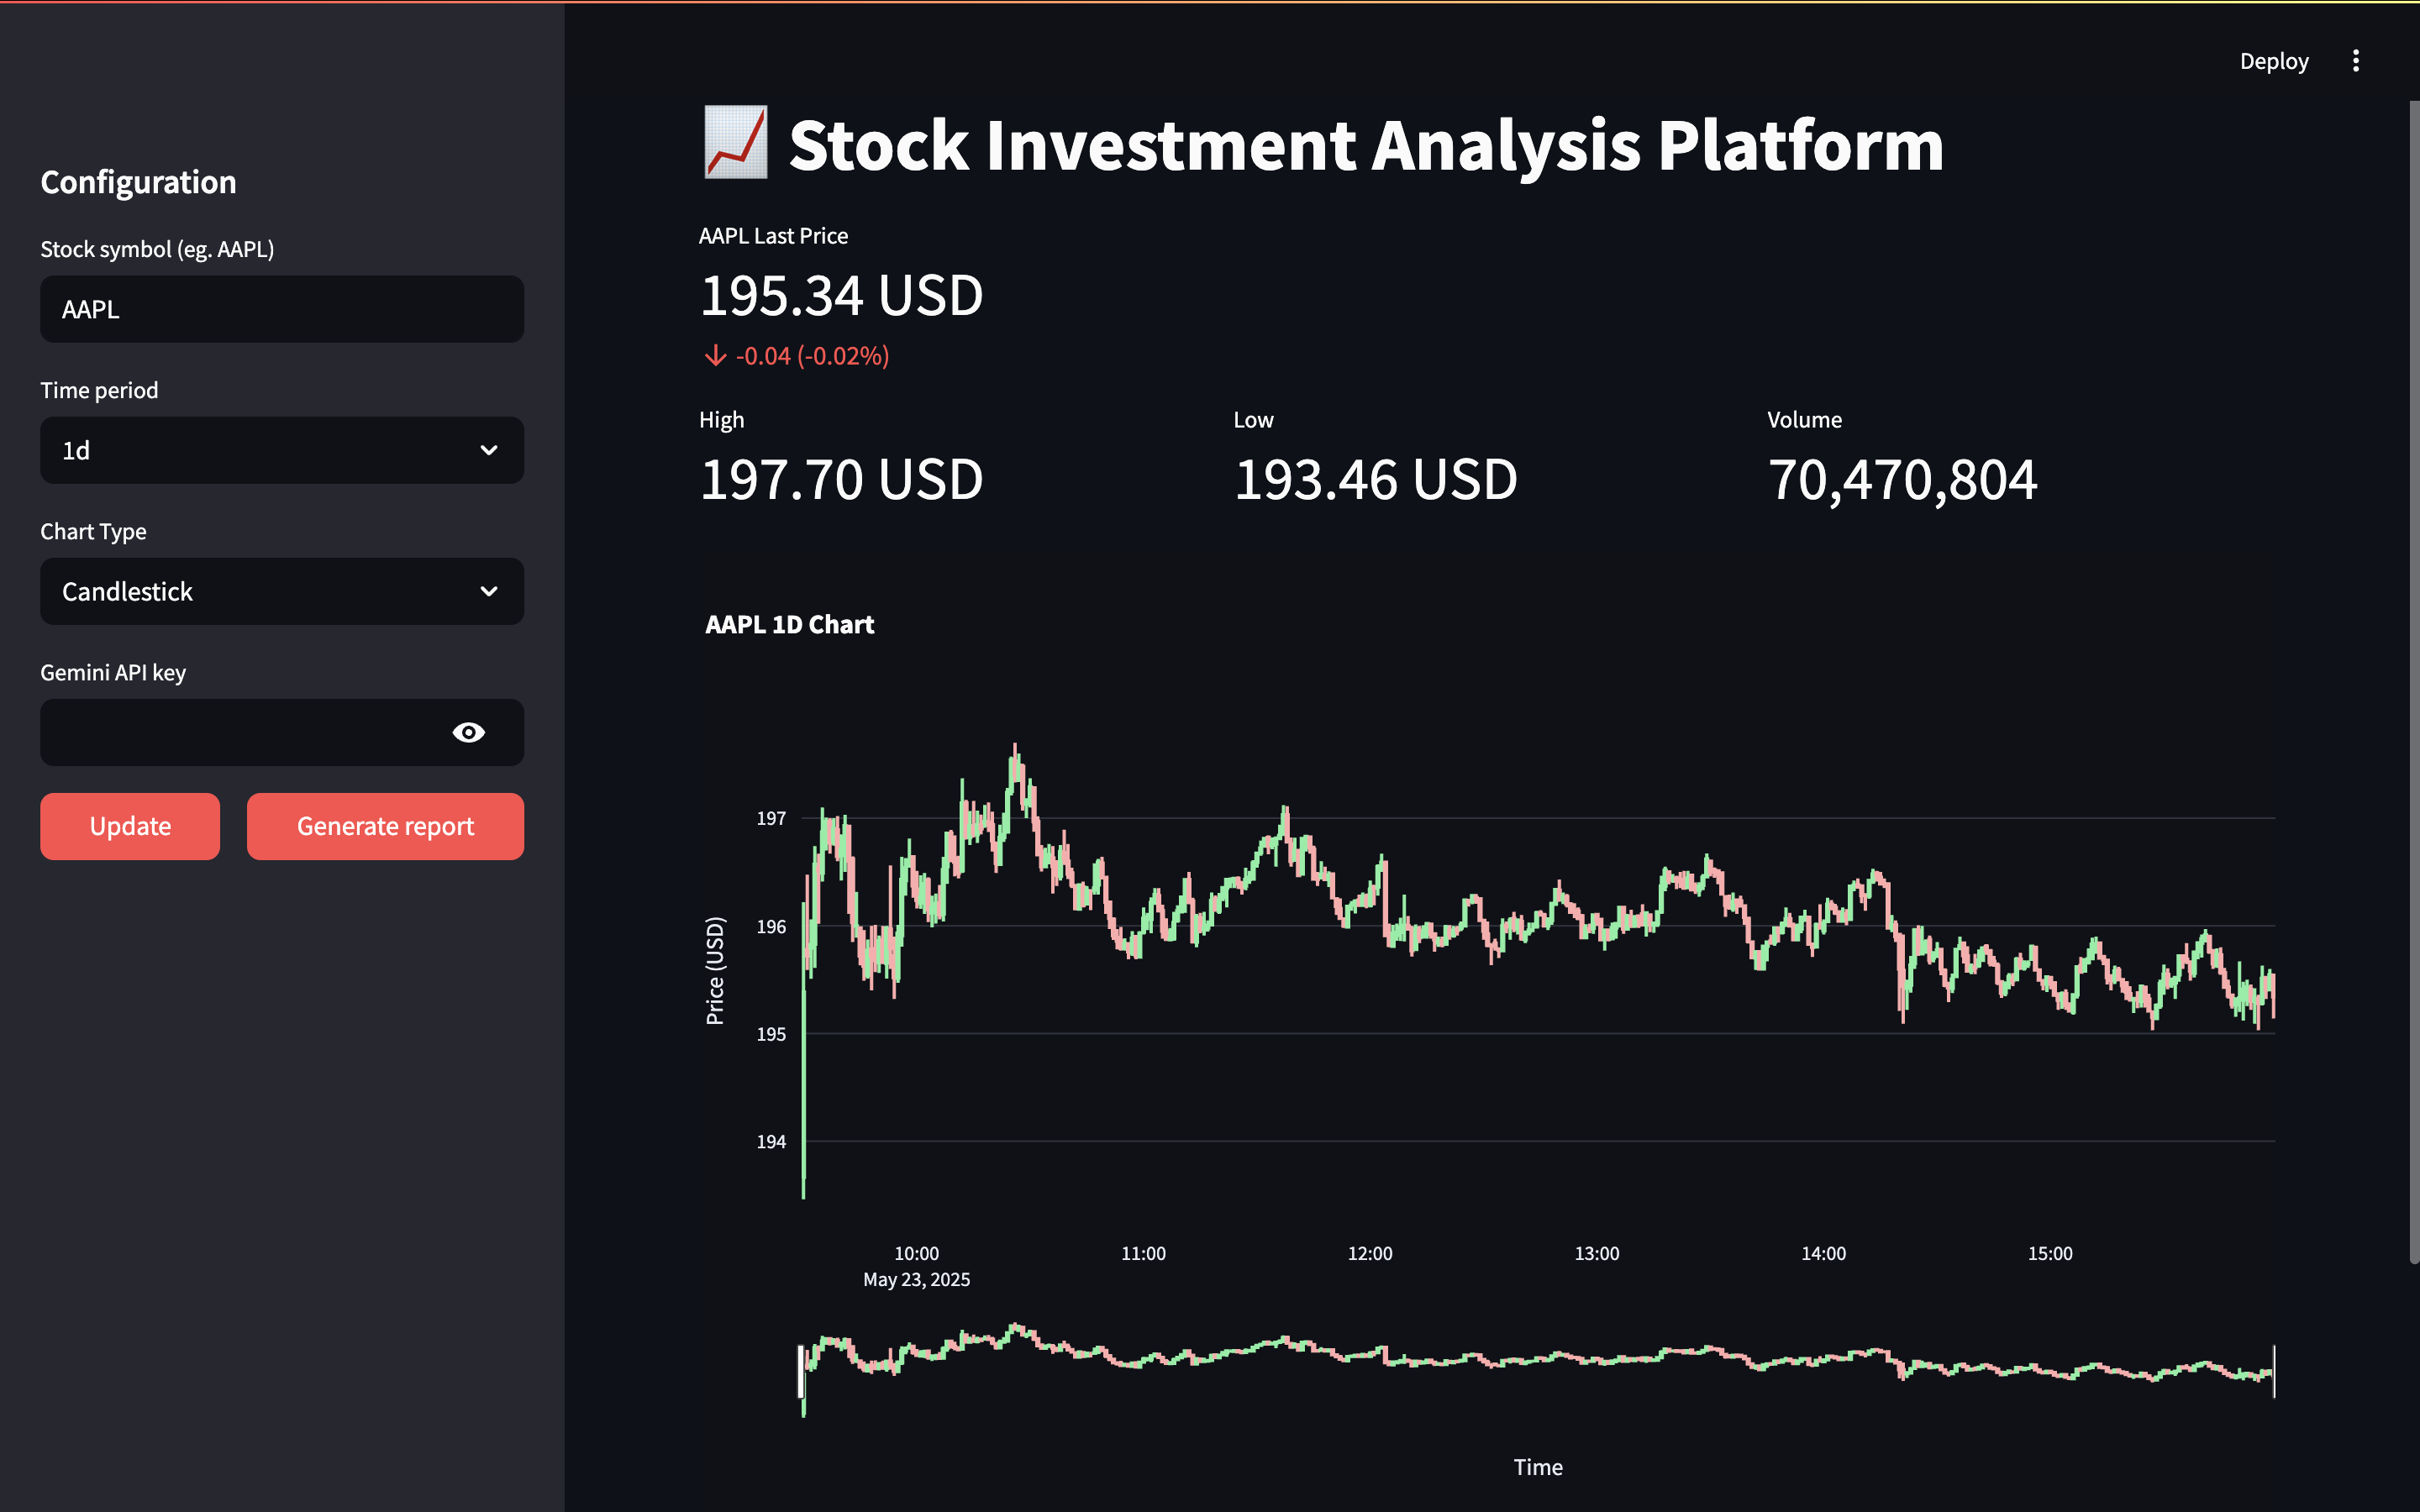 Deploy
Configuration
Stock symbol (eg. AAPL)
AAPL
Time period
1d
Chart Type
Candlestick
Gemini API key
Update
Generate report
Stock Investment Analysis Platform
AAPL Last Price
195.34 USD
-0.04 (-0.02%)
High
Low
Volume
197.70 USD
193.46 USD
70,470,804
AAPL 1D Chart
Price (USD)
197
196
195
194
10:00
11:00
12:00
13:00
14:00
15:00
May 23, 2025
Time